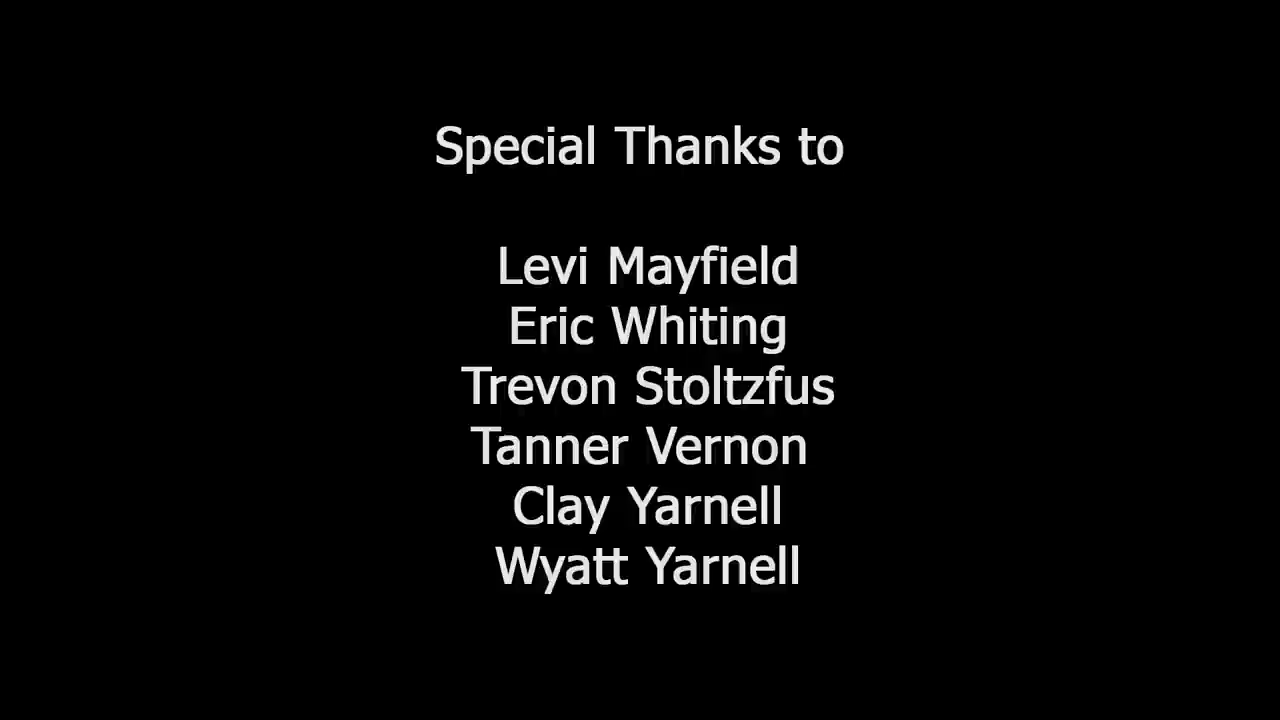 Special Thanks to
Levi Mayfield
Eric Whiting
Trevon Stoltzfus
Tanner Vernon
Clay Yarnell
Wyatt Yarnell